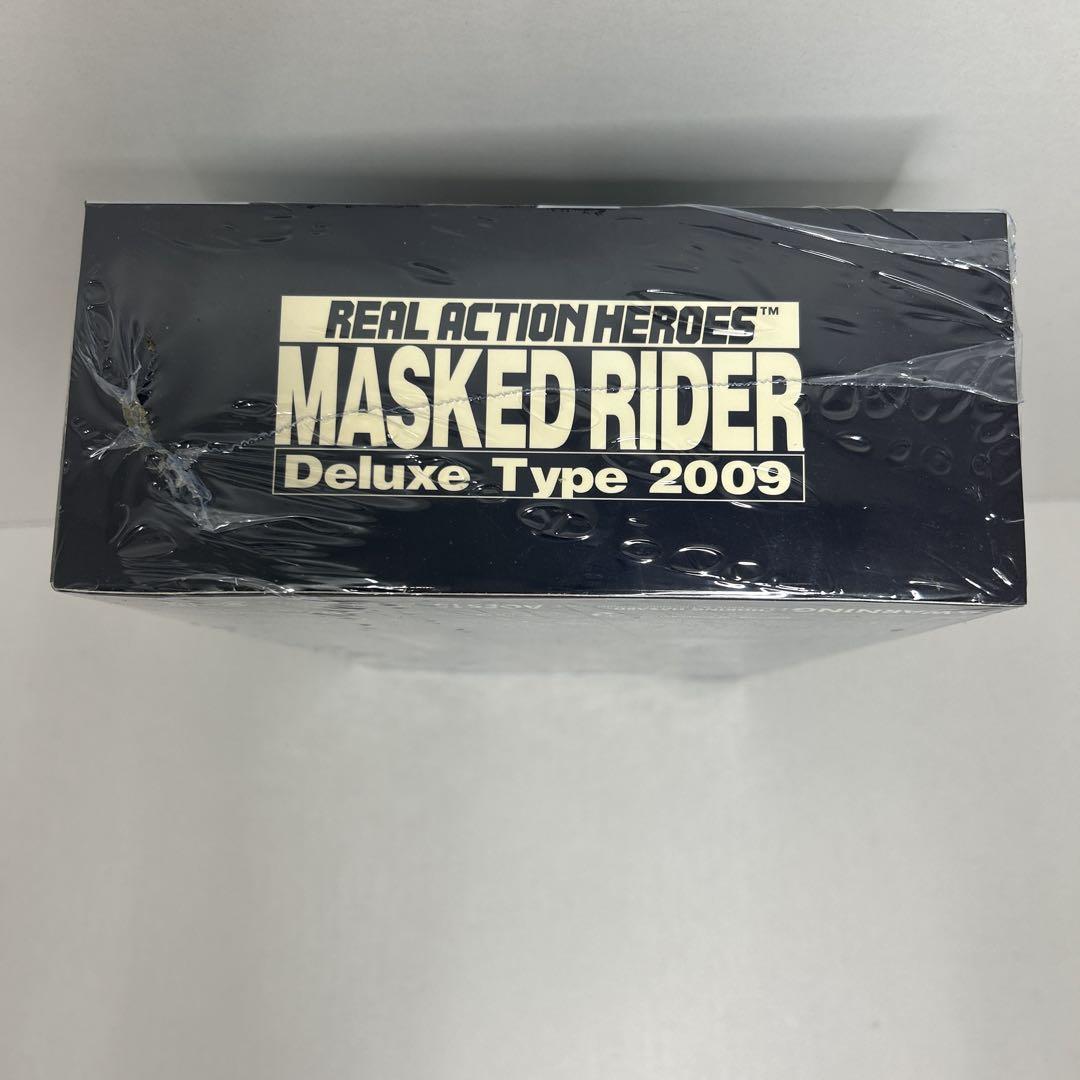 REAL ACTION HEROES™
MASKED RIDER
Deluxe Type 2009